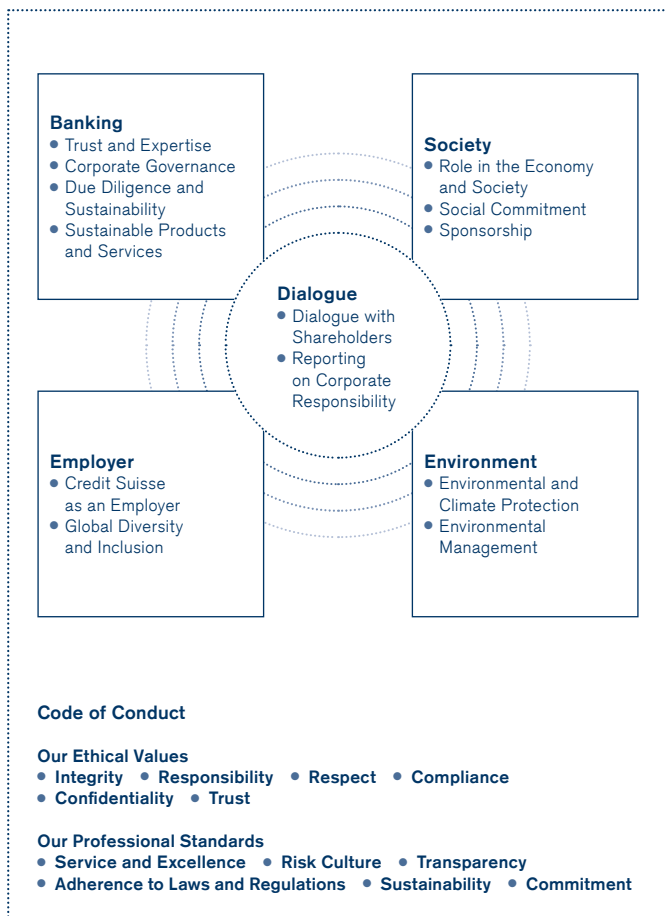 Banking
• Trust and Expertise
• Corporate Governance
• Due Diligence and
Sustainability
• Sustainable Products
and Services
Society
• Role in the Economy
and Society
• Social Commitment
• Sponsorship
Dialogue
• Dialogue with
Shareholders
• Reporting
on Corporate
Responsibility
Employer
• Credit Suisse
as an Employer
• Global Diversity
and Inclusion
Environment
• Environmental and
Climate Protection
• Environmental
Management
Code of Conduct
Our Ethical Values
• Integrity • Responsibility • Respect • Compliance
• Confidentiality • Trust
Our Professional Standards
• Service and Excellence • Risk Culture • Transparency
• Adherence to Laws and Regulations • Sustainability • Commitment